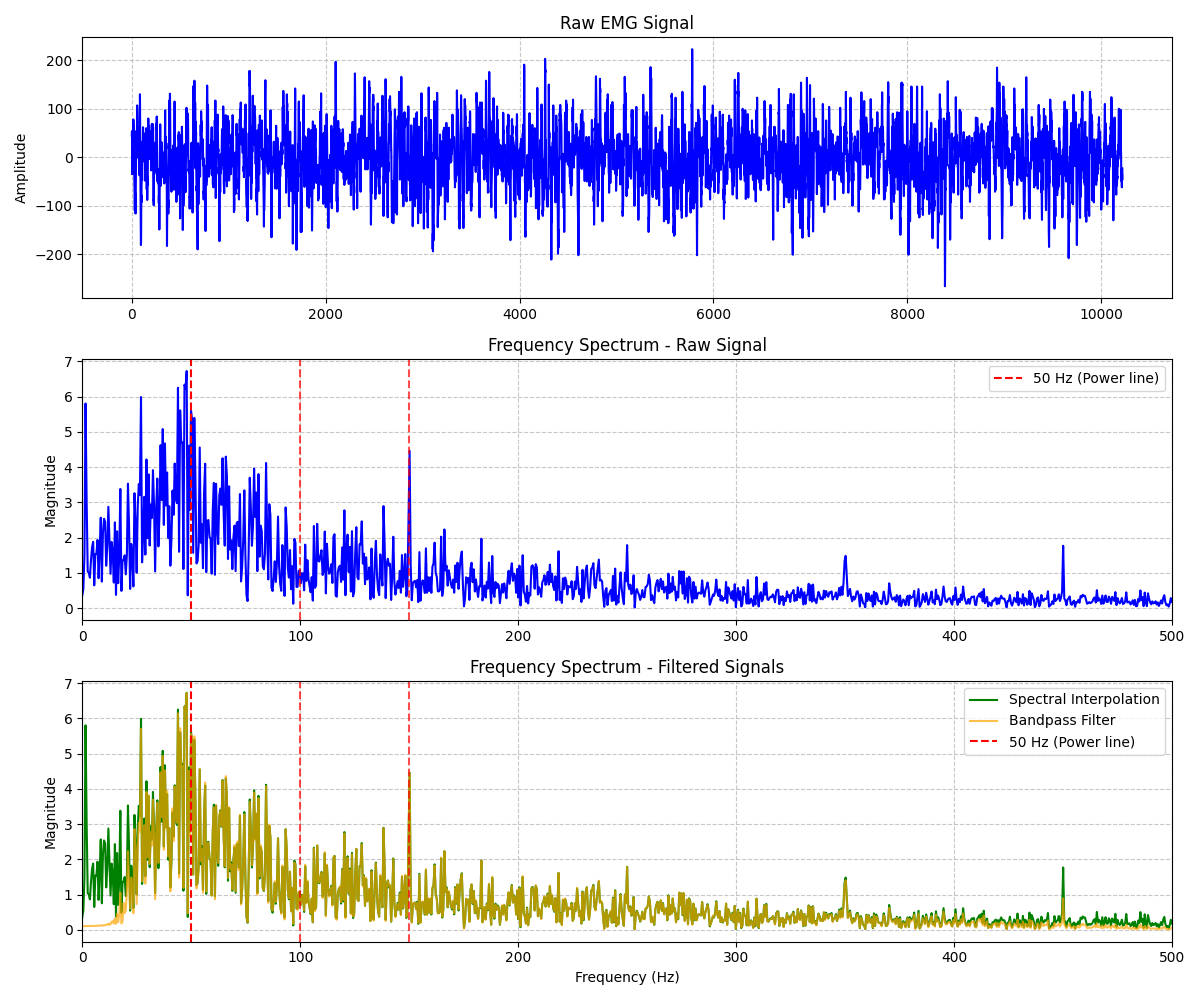 Raw EMG Signal
Amplitude
200
100
0
−100
−200
0 2000 4000 6000 8000 10000
Frequency Spectrum - Raw Signal
Magnitude
7
6
5
4
3
2
1
0
50 Hz (Power line)
0 100 200 300 400 500
Frequency Spectrum - Filtered Signals
Magnitude
7
6
5
4
3
2
1
0
Spectral Interpolation
Bandpass Filter
50 Hz (Power line)
0 100 200 300 400 500
Frequency (Hz)